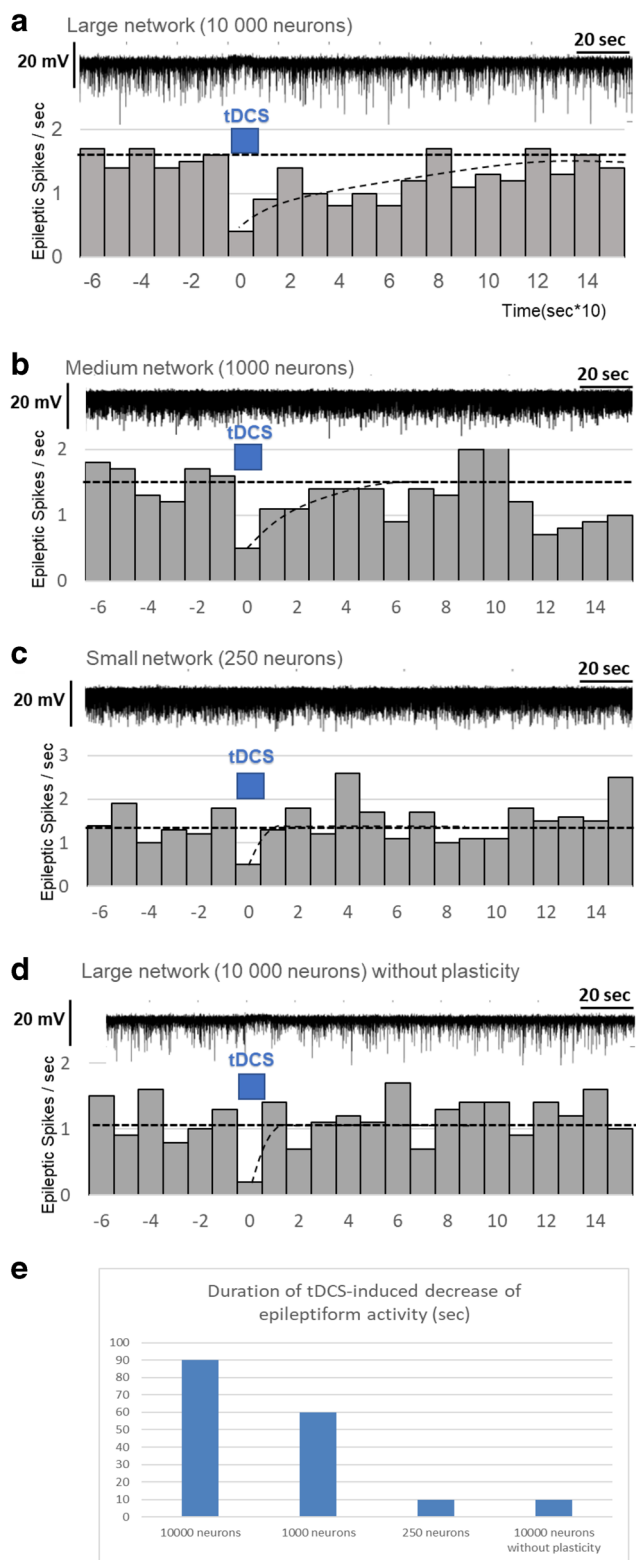 a
Large network (10 000 neurons)
20 sec
20 mV
tDCS
Epileptic Spikes / sec
2
1
0
-6 -4 -2 0 2 4 6 8 10 12 14
Time(sec*10)
b
Medium network (1000 neurons)
20 sec
20 mV
tDCS
Epileptic Spikes / sec
2
1
0
-6 -4 -2 0 2 4 6 8 10 12 14
c
Small network (250 neurons)
20 sec
20 mV
tDCS
Epileptic Spikes / sec
3
2
1
0
-6 -4 -2 0 2 4 6 8 10 12 14
d
Large network (10 000 neurons) without plasticity
20 sec
20 mV
tDCS
Epileptic Spikes / sec
2
1
0
-6 -4 -2 0 2 4 6 8 10 12 14
e
Duration of tDCS-induced decrease of
epileptiform activity (sec)
100
90
80
70
60
50
40
30
20
10
0
10000 neurons 1000 neurons 250 neurons 10000 neurons
without plasticity